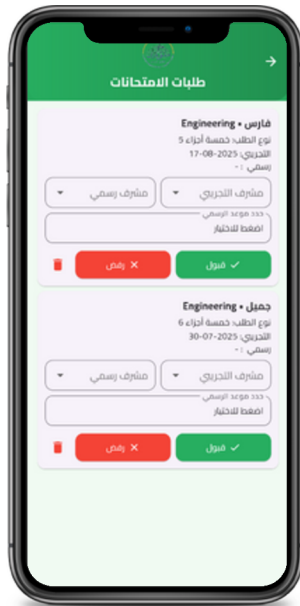 طلبات الامتحانات
فارس • Engineering
نوع الطلب: خمسة أجزاء 5
التجريبي: 2025-08-17
رسمي : -
مشرف التجريبي
مشرف رسمي
حدد موعد الرسمي
اضغط للاختيار
✓ قبول
✕ رفض
جميل • Engineering
نوع الطلب: خمسة أجزاء 6
التجريبي: 2025-07-30
رسمي : -
مشرف التجريبي
مشرف رسمي
حدد موعد الرسمي
اضغط للاختيار
✓ قبول
✕ رفض